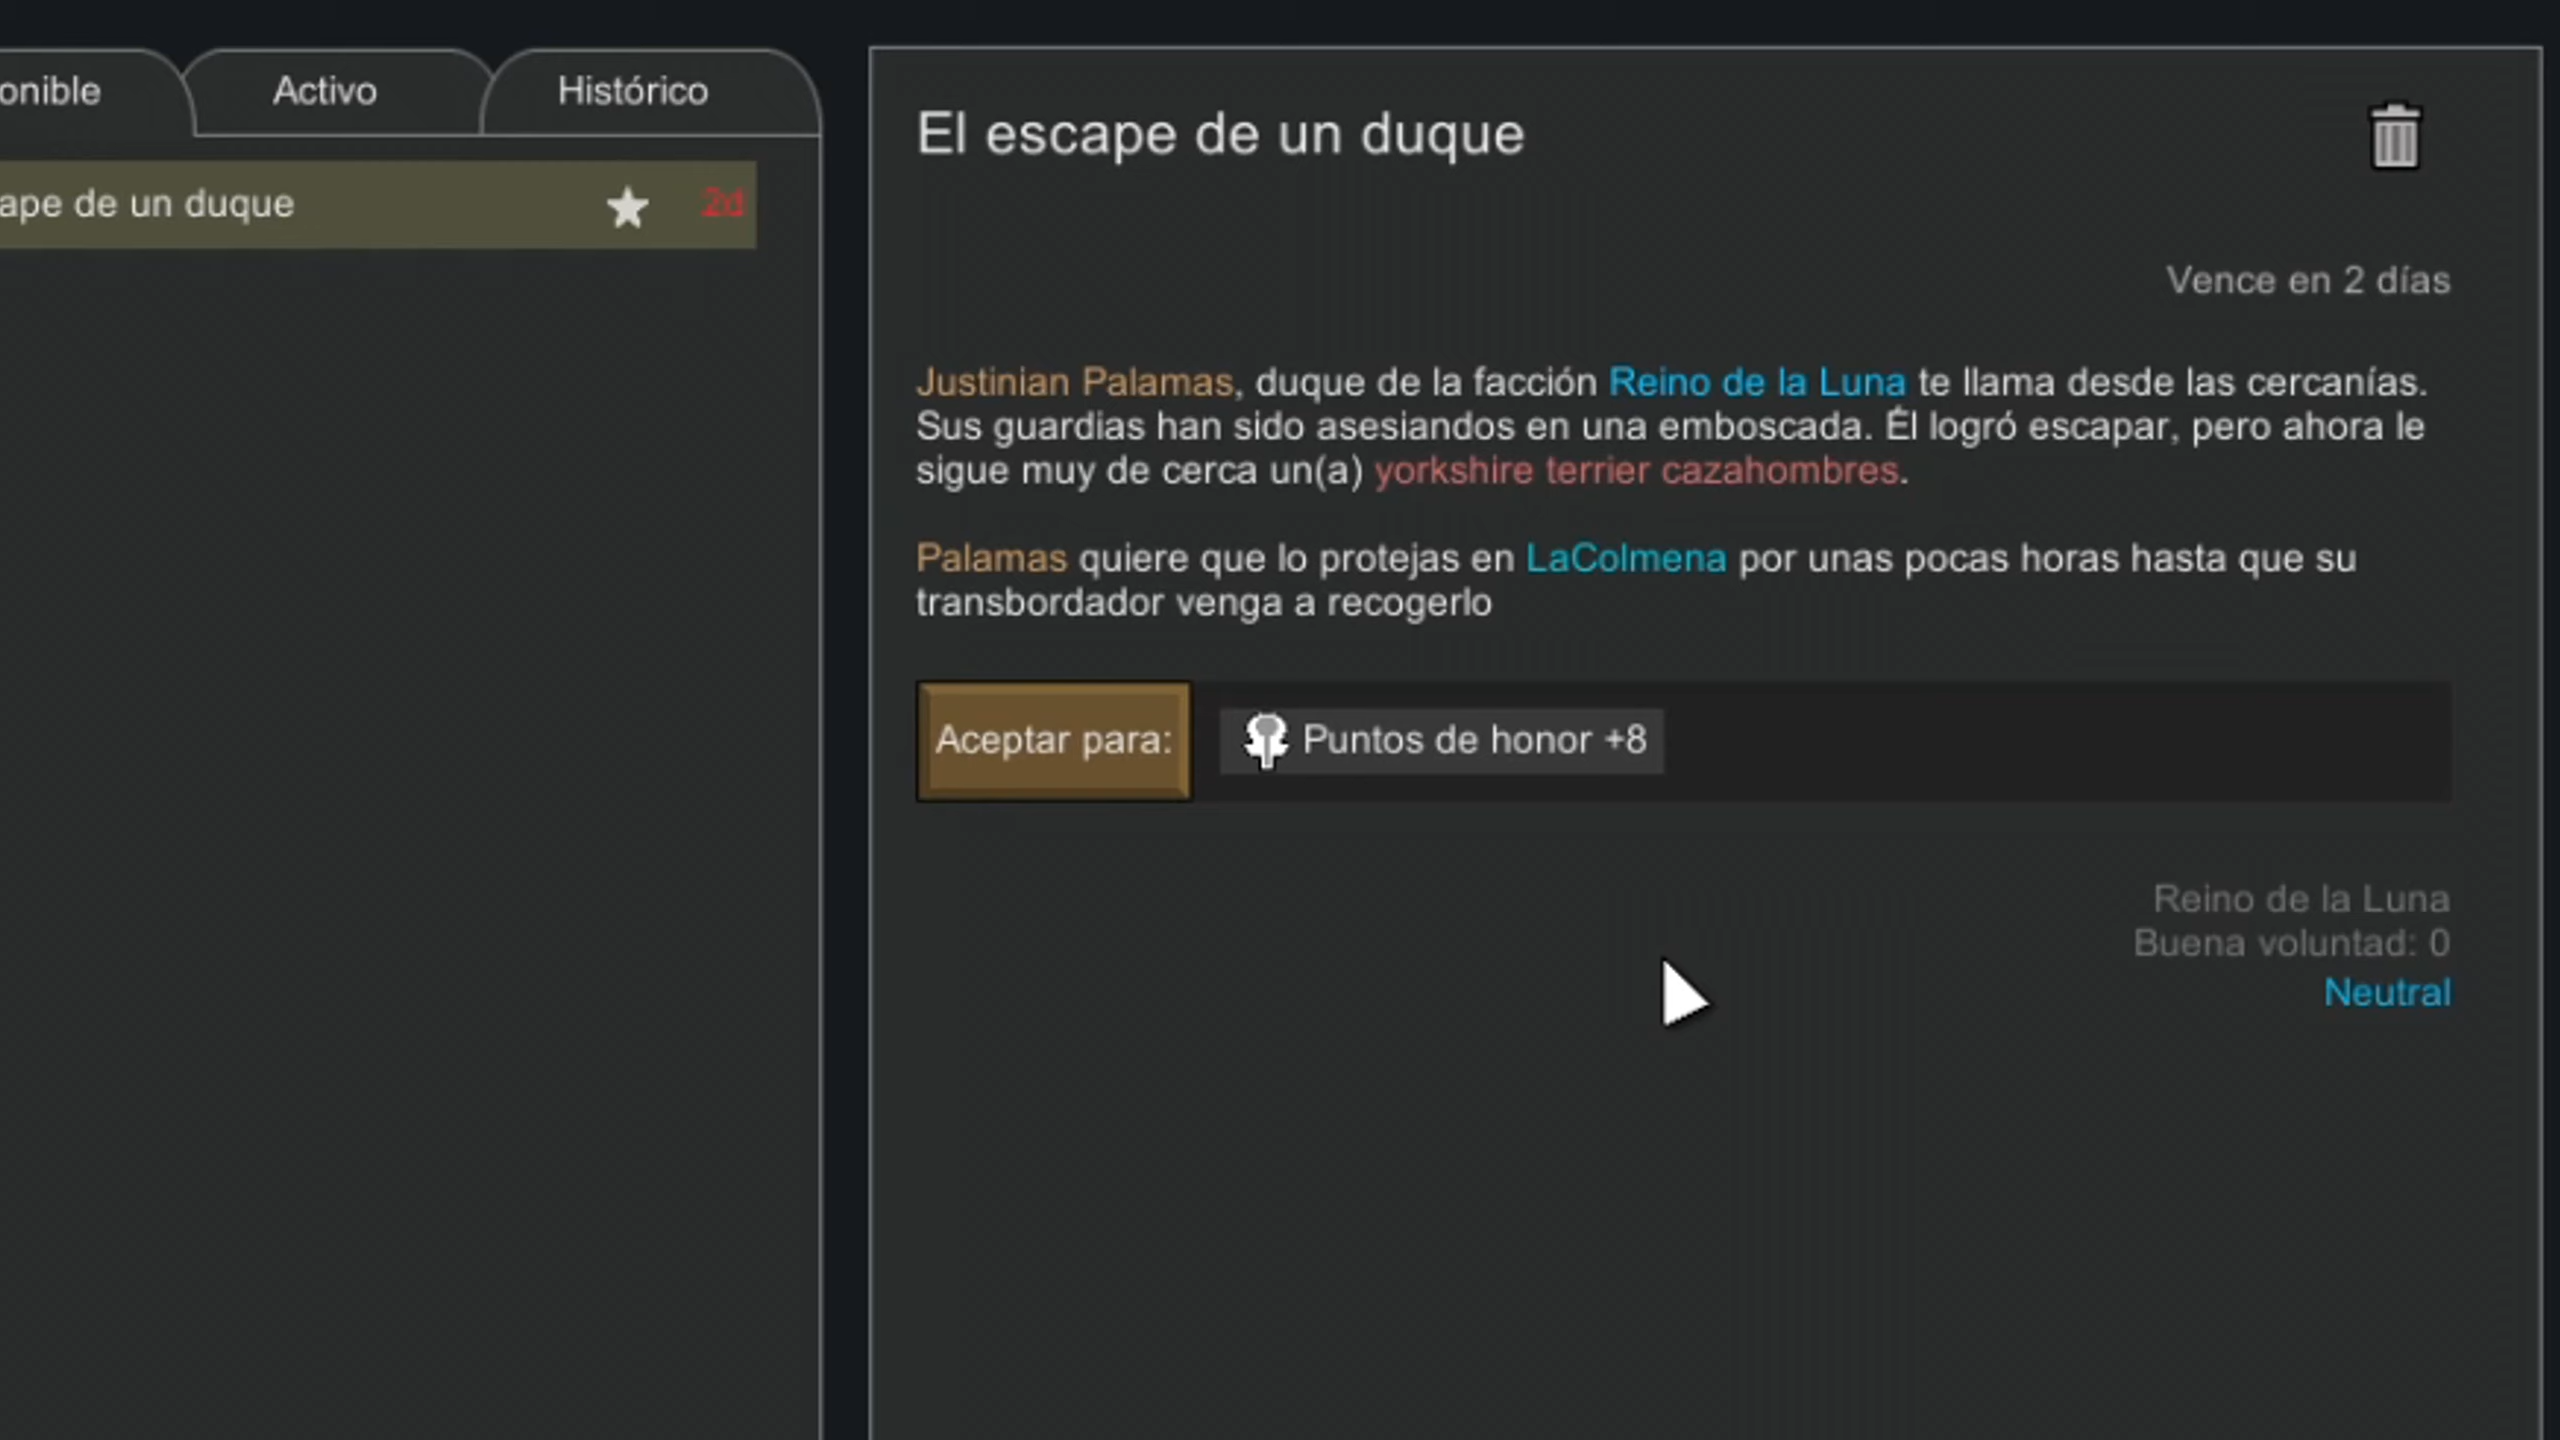 onible
Activo
Histórico
ape de un duque
2d
El escape de un duque
Vence en 2 días
Justinian Palamas, duque de la facción Reino de la Luna te llama desde las cercanías.
Sus guardias han sido asesiandos en una emboscada. Él logró escapar, pero ahora le
sigue muy de cerca un(a) yorkshire terrier cazahombres.
Palamas quiere que lo protejas en LaColmena por unas pocas horas hasta que su
transbordador venga a recogerlo
Aceptar para:
Puntos de honor +8
Reino de la Luna
Buena voluntad: 0
Neutral